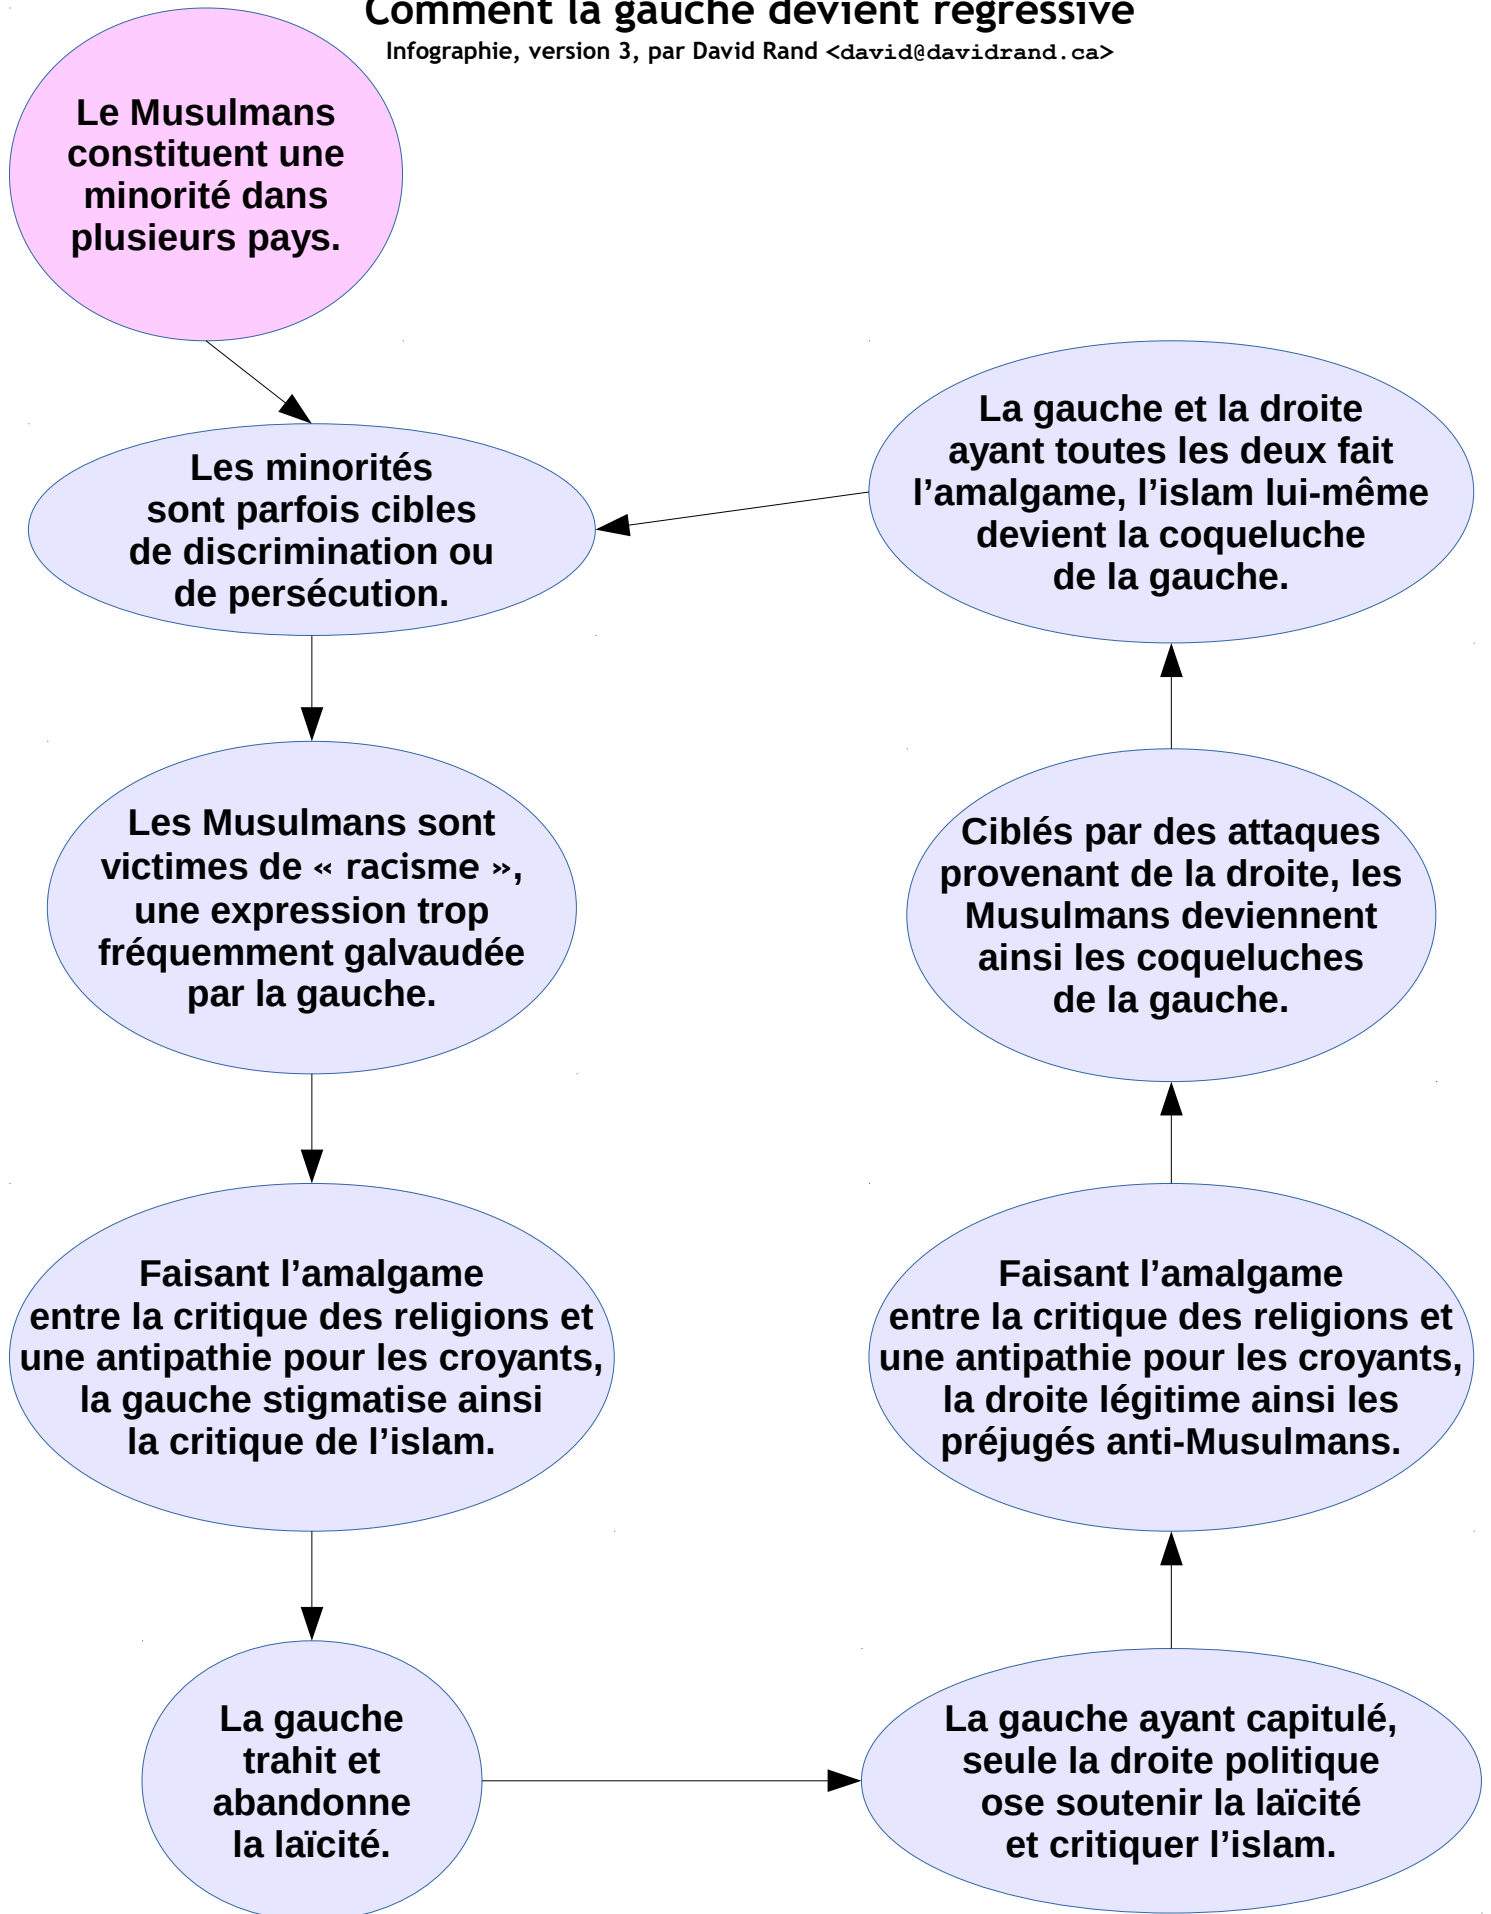 Comment la gauche devient régressive
Infographie, version 3, par David Rand <david@davidrand.ca>
Le Musulmans
constituent une
minorité dans
plusieurs pays.
Les minorités
sont parfois cibles
de discrimination ou
de persécution.
Les Musulmans sont
victimes de « racisme »,
une expression trop
fréquemment galvaudée
par la gauche.
Faisant l’amalgame
entre la critique des religions et
une antipathie pour les croyants,
la gauche stigmatise ainsi
la critique de l’islam.
La gauche
trahit et
abandonne
la laïcité.
La gauche ayant capitulé,
seule la droite politique
ose soutenir la laïcité
et critiquer l’islam.
Faisant l’amalgame
entre la critique des religions et
une antipathie pour les croyants,
la droite légitime ainsi les
préjugés anti-Musulmans.
Ciblés par des attaques
provenant de la droite, les
Musulmans deviennent
ainsi les coqueluches
de la gauche.
La gauche et la droite
ayant toutes les deux fait
l’amalgame, l’islam lui-même
devient la coqueluche
de la gauche.